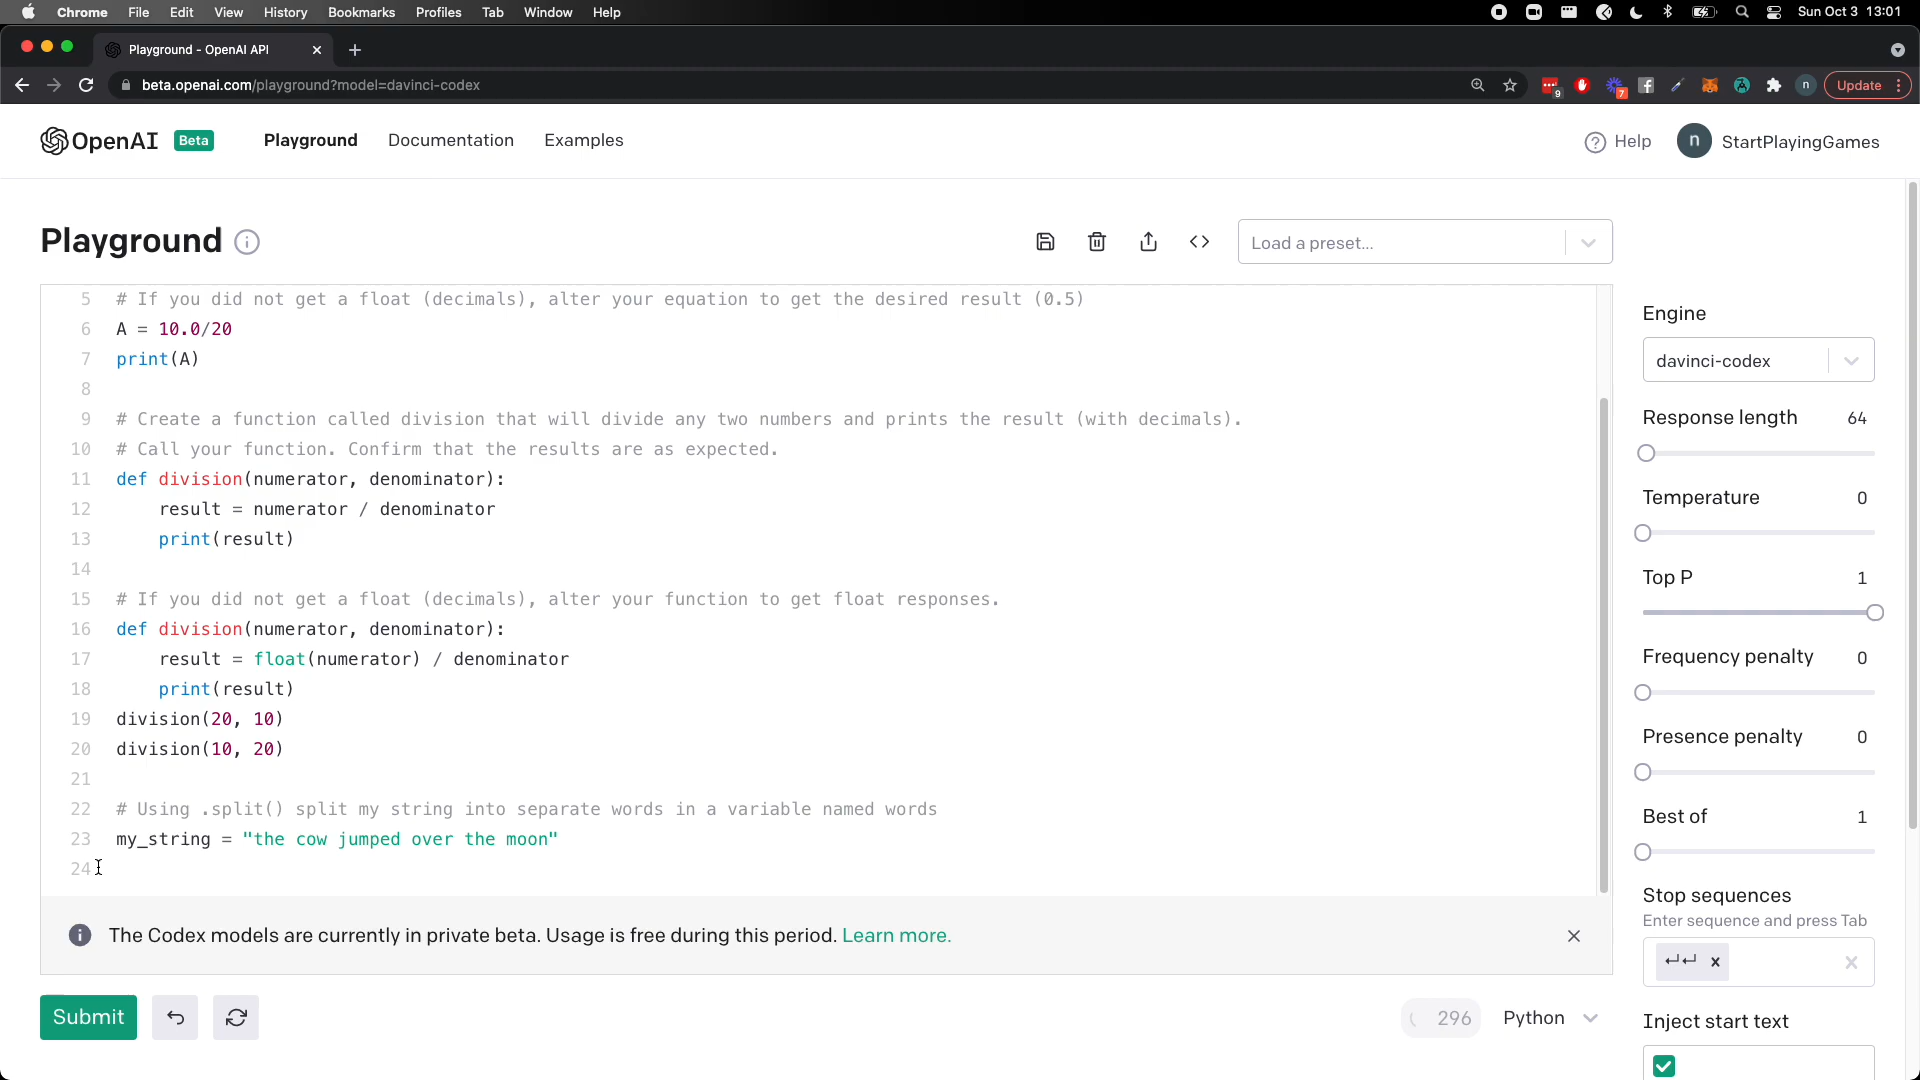 Chrome File Edit View History Bookmarks Profiles Tab Window Help Sun Oct 3 13:01
Playground - OpenAI API
beta.openai.com/playground?model=davinci-codex 9 7 n Update
OpenAI Beta Playground Documentation Examples Help n StartPlayingGames
Playground Load a preset...
5 # If you did not get a float (decimals), alter your equation to get the desired result (0.5)
6 A = 10.0/20
7 print(A)
8
9 # Create a function called division that will divide any two numbers and prints the result (with decimals).
10 # Call your function. Confirm that the results are as expected.
11 def division(numerator, denominator):
12     result = numerator / denominator
13     print(result)
14
15 # If you did not get a float (decimals), alter your function to get float responses.
16 def division(numerator, denominator):
17     result = float(numerator) / denominator
18     print(result)
19 division(20, 10)
20 division(10, 20)
21
22 # Using .split() split my string into separate words in a variable named words
23 my_string = "the cow jumped over the moon"
24
The Codex models are currently in private beta. Usage is free during this period. Learn more.
Submit 296 Python
Engine
davinci-codex
Response length 64
Temperature 0
Top P 1
Frequency penalty 0
Presence penalty 0
Best of 1
Stop sequences
Enter sequence and press Tab
↵↵ ×
Inject start text